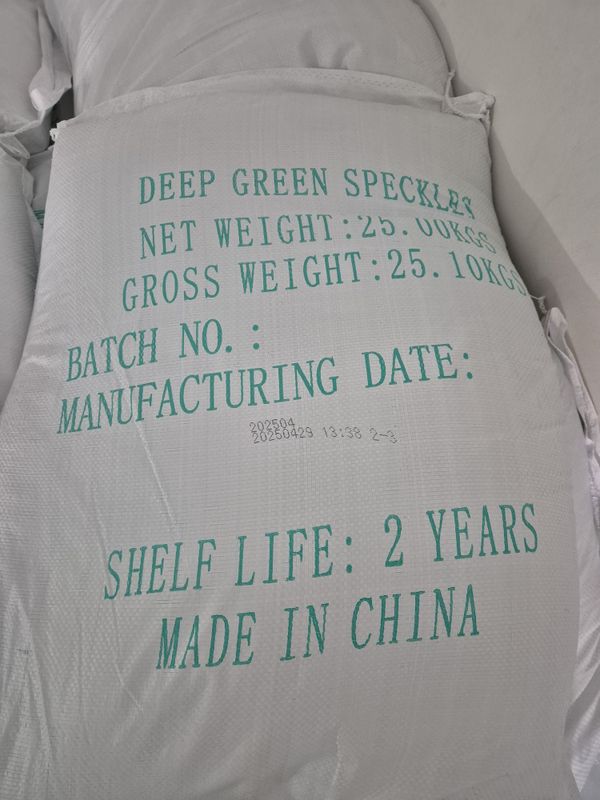 DEEP GREEN SPECKLES
NET WEIGHT:25.00KGS
GROSS WEIGHT:25.10KGS
BATCH NO.:
MANUFACTURING DATE:
202504
20250429 13:38 2-3
SHELF LIFE: 2 YEARS
MADE IN CHINA